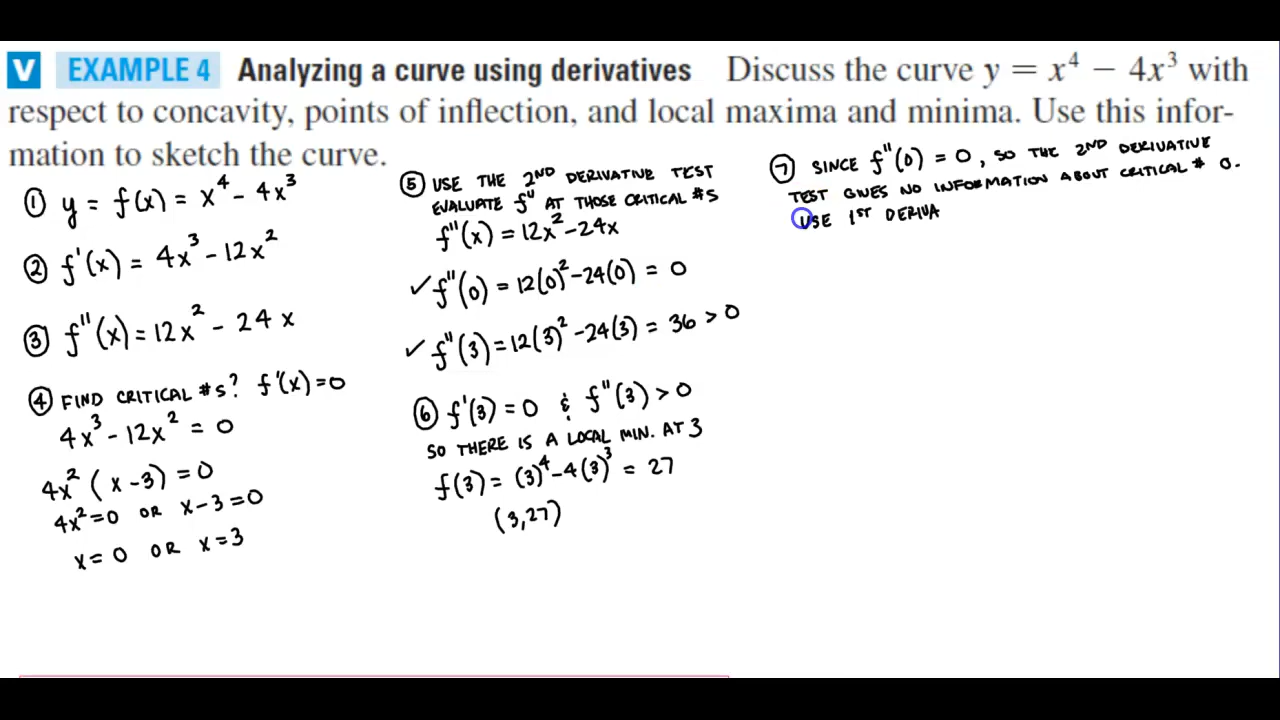 V EXAMPLE 4 Analyzing a curve using derivatives Discuss the curve y = x⁴ − 4x³ with
respect to concavity, points of inflection, and local maxima and minima. Use this infor-
mation to sketch the curve.
① y = f(x) = x⁴ - 4x³
② f'(x) = 4x³ - 12x²
③ f''(x) = 12x² - 24x
④ FIND CRITICAL #S? f'(x) = 0
4x³ - 12x² = 0
4x² (x - 3) = 0
4x² = 0 OR x - 3 = 0
x = 0 OR x = 3
⑤ USE THE 2ND DERIVATIVE TEST
EVALUATE f'' AT THOSE CRITICAL #S
f''(x) = 12x² - 24x
✓ f''(0) = 12(0)² - 24(0) = 0
✓ f''(3) = 12(3)² - 24(3) = 36 > 0
⑥ f'(3) = 0 & f''(3) > 0
SO THERE IS A LOCAL MIN. AT 3
f(3) = (3)⁴ - 4(3)³ = 27
(3, 27)
⑦ SINCE f''(0) = 0, SO THE 2ND DERIVATIVE
TEST GIVES NO INFORMATION ABOUT CRITICAL # 0.
USE 1ST DERIVA